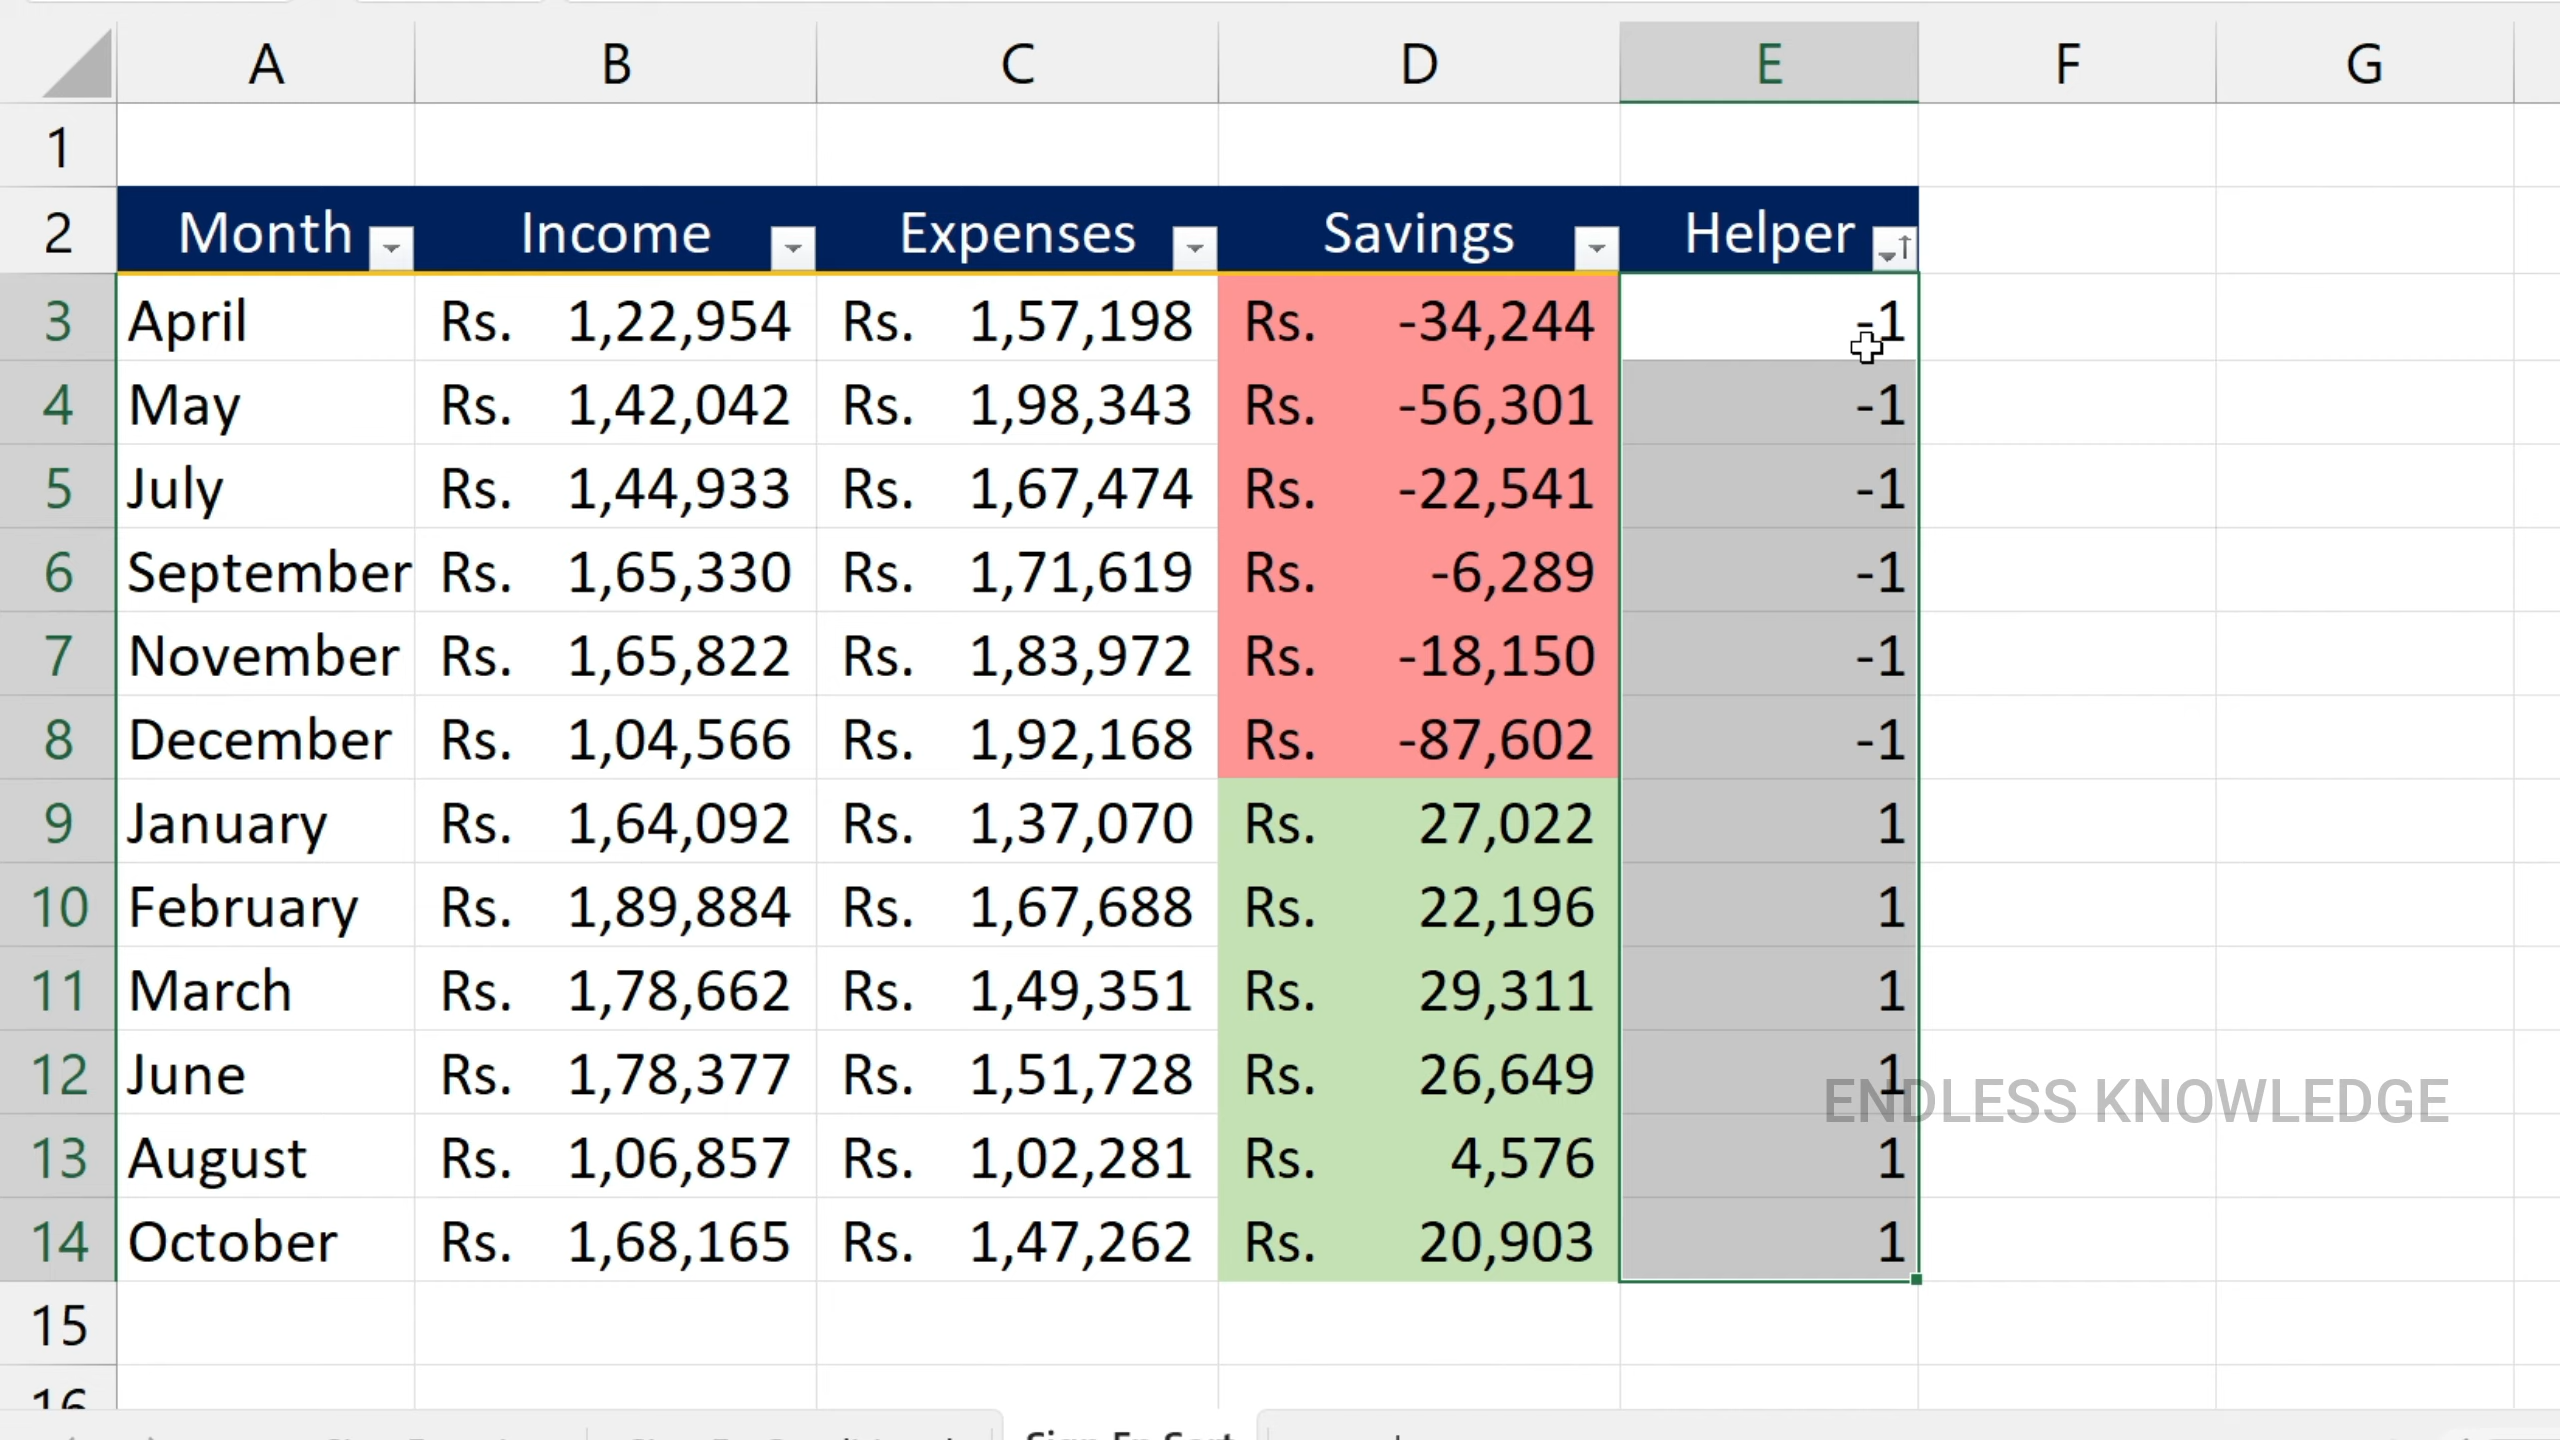 A B C D E F G
1
2 Month Income Expenses Savings Helper
3 April Rs. 1,22,954 Rs. 1,57,198 Rs. -34,244 -1
4 May Rs. 1,42,042 Rs. 1,98,343 Rs. -56,301 -1
5 July Rs. 1,44,933 Rs. 1,67,474 Rs. -22,541 -1
6 September Rs. 1,65,330 Rs. 1,71,619 Rs. -6,289 -1
7 November Rs. 1,65,822 Rs. 1,83,972 Rs. -18,150 -1
8 December Rs. 1,04,566 Rs. 1,92,168 Rs. -87,602 -1
9 January Rs. 1,64,092 Rs. 1,37,070 Rs. 27,022 1
10 February Rs. 1,89,884 Rs. 1,67,688 Rs. 22,196 1
11 March Rs. 1,78,662 Rs. 1,49,351 Rs. 29,311 1
12 June Rs. 1,78,377 Rs. 1,51,728 Rs. 26,649 1
ENDLESS KNOWLEDGE
13 August Rs. 1,06,857 Rs. 1,02,281 Rs. 4,576 1
14 October Rs. 1,68,165 Rs. 1,47,262 Rs. 20,903 1
15
16